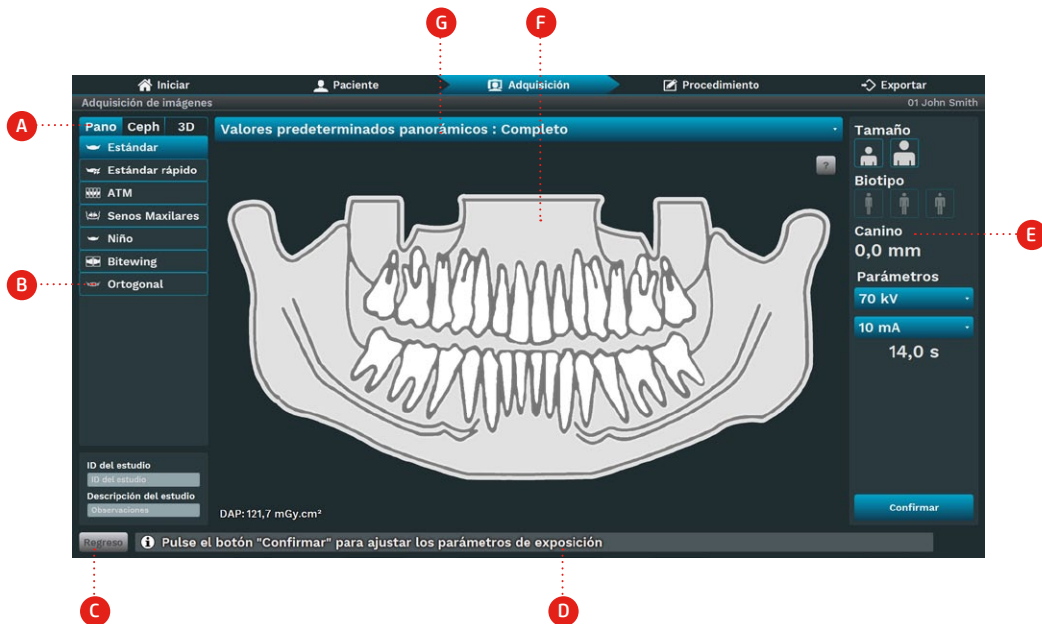 G
F
Iniciar
Paciente
Adquisición
Procedimiento
Exportar
Adquisición de imágenes
01 John Smith
A
Pano
Ceph
3D
Valores predeterminados panorámicos : Completo
Tamaño
Estándar
?
Estándar rápido
ATM
Biotipo
Senos Maxilares
Niño
Canino
E
0,0 mm
Bitewing
Parámetros
B
Ortogonal
70 kV
10 mA
14,0 s
ID del estudio
ID del estudio
Descripción del estudio
Observaciones
DAP: 121,7 mGy.cm²
Confirmar
Regreso
Pulse el botón "Confirmar" para ajustar los parámetros de exposición
C
D